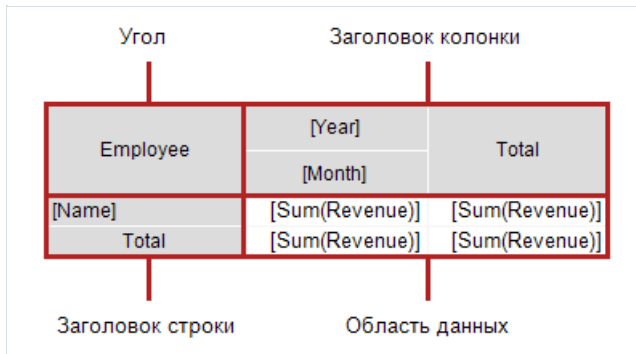 Угол Заголовок колонки
Employee [Year] Total
[Month]
[Name] [Sum(Revenue)] [Sum(Revenue)]
Total [Sum(Revenue)] [Sum(Revenue)]
Заголовок строки Область данных